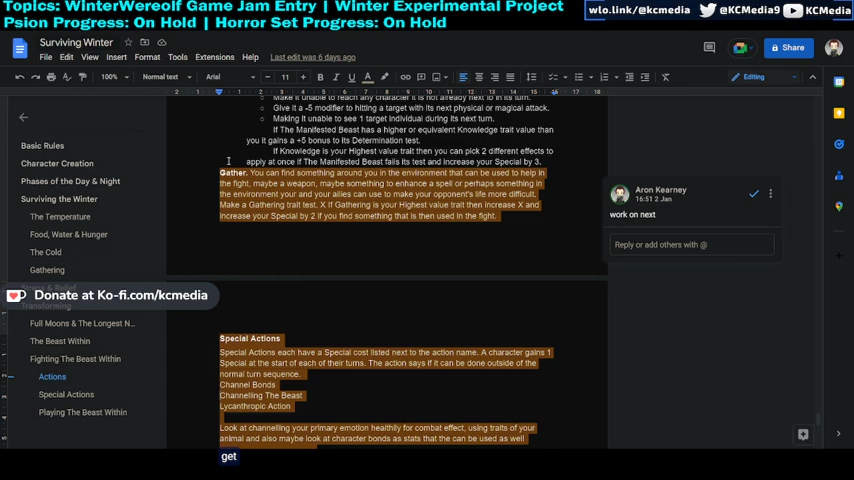 Topics: WinterWereolf Game Jam Entry | Winter Experimental Project
Psion Progress: On Hold | Horror Set Progress: On Hold
wlo.link/@kcmedia @KCMedia9 KCMedia
Surviving Winter
File Edit View Insert Format Tools Extensions Help Last edit was 6 days ago
Share
100% Normal text Arial 11 Editing
Basic Rules
Character Creation
Phases of the Day & Night
Surviving the Winter
The Temperature
Food, Water & Hunger
The Cold
Gathering
Transforming
Full Moons & The Longest N...
The Beast Within
Fighting The Beast Within
Actions
Special Actions
Playing The Beast Within
Donate at Ko-fi.com/kcmedia
Make it unable to reach any character it is not already next to in its turn.
Give it a -5 modifier to hitting a target with its next physical or magical attack.
Making it unable to see 1 target individual during its next turn.
If The Manifested Beast has a higher or equivalent Knowledge trait value than
you it gains a +5 bonus to its Determination test.
If Knowledge is your Highest value trait then you can pick 2 different effects to
apply at once if The Manifested Beast fails its test and increase your Special by 3.
Gather. You can find something around you in the environment that can be used to help in
the fight, maybe a weapon, maybe something to enhance a spell or perhaps something in
the environment your and your allies can use to make your opponent's life more difficult.
Make a Gathering trait test. X If Gathering is your Highest value trait then increase X and
increase your Special by 2 if you find something that is then used in the fight.
Special Actions
Special Actions each have a Special cost listed next to the action name. A character gains 1
Special at the start of each of their turns. The action says if it can be done outside of the
normal turn sequence.
Channel Bonds
Channelling The Beast
Lycanthropic Action
Look at channelling your primary emotion healthily for combat effect, using traits of your
animal and also maybe look at character bonds as stats that the can be used as well
get
Aron Kearney
16:51 2 Jan
work on next
Reply or add others with @